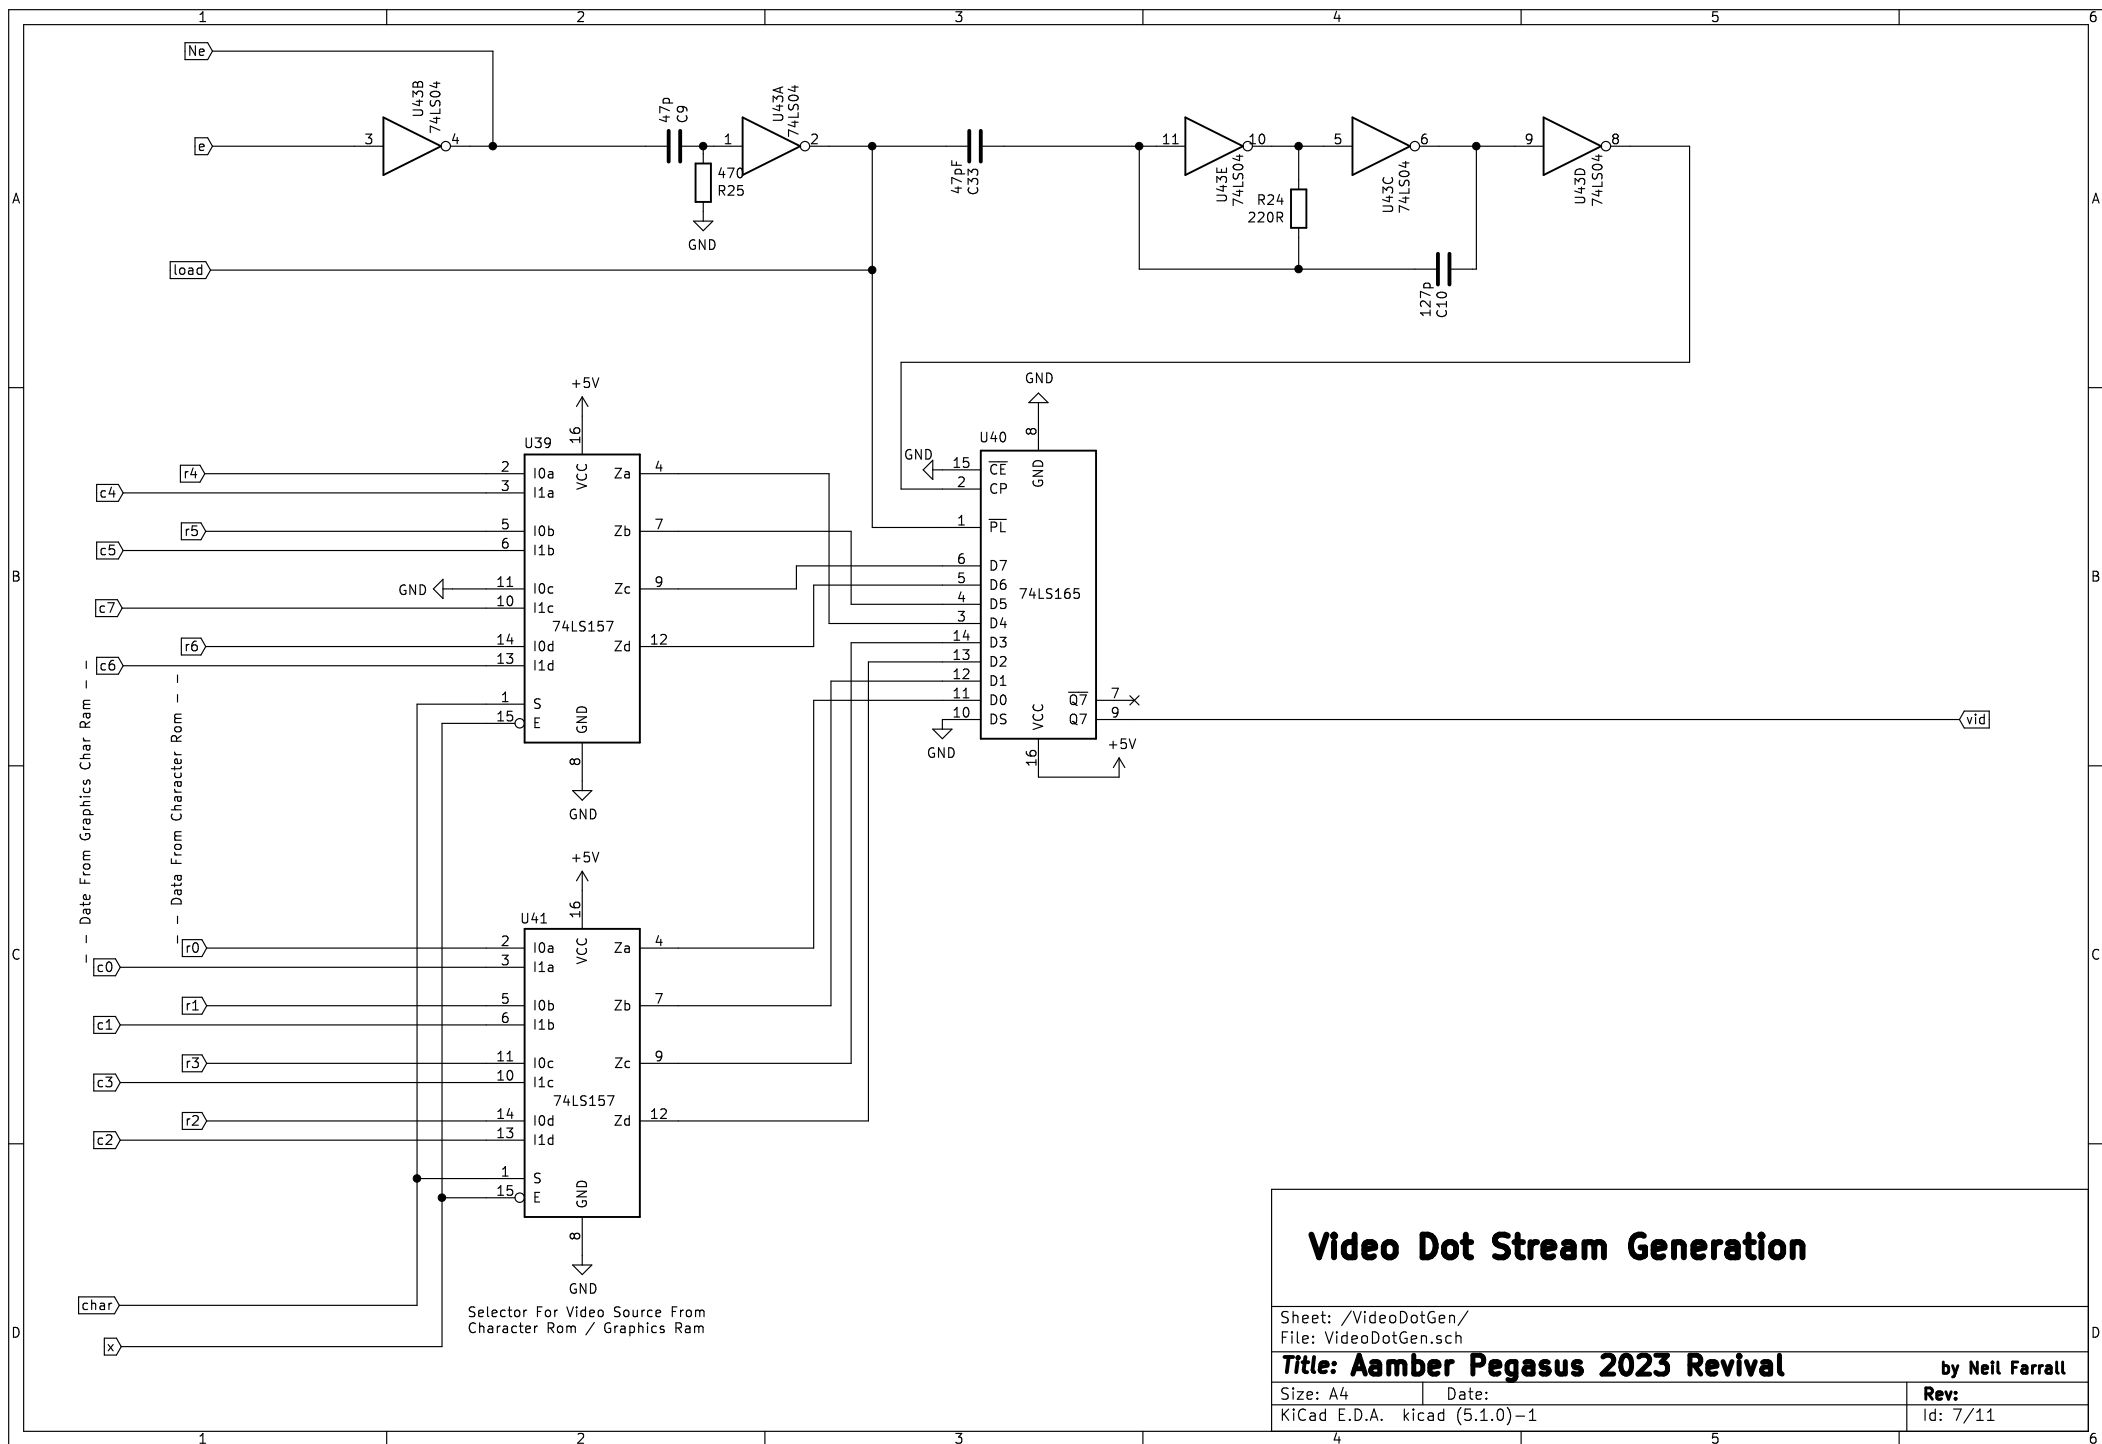 1 2 3 4 5 6
Ne
U43B
74LS04
3 4
e
47p
C9
U43A
74LS04
1 2
470
R25
GND
47pF
C33
load
11 10
U43E
74LS04
R24
220R
5 6
U43C
74LS04
127p
C10
9 8
U43D
74LS04
A A
B B
C C
D D
+5V
16
U39
VCC
r4 2 I0a Za 4
c4 3 I1a
r5 5 I0b Zb 7
c5 6 I1b
GND 11 I0c Zc 9
c7 10 I1c
74LS157
r6 14 I0d Zd 12
c6 13 I1d
1 S
15 E
GND
8
GND
GND
8
U40
GND
GND 15 CE
2 CP
1 PL
6 D7
5 D6
74LS165
4 D5
3 D4
14 D3
13 D2
12 D1
11 D0 Q7 7
10 DS Q7 9
VCC
GND
16
+5V
vid
- - Date From Graphics Char Ram - -
- - Data From Character Rom - -
+5V
16
U41
VCC
r0 2 I0a Za 4
c0 3 I1a
r1 5 I0b Zb 7
c1 6 I1b
r3 11 I0c Zc 9
c3 10 I1c
74LS157
r2 14 I0d Zd 12
c2 13 I1d
1 S
15 E
GND
8
GND
char
x
Selector For Video Source From
Character Rom / Graphics Ram
Video Dot Stream Generation
Sheet: /VideoDotGen/
File: VideoDotGen.sch
Title: Aamber Pegasus 2023 Revival by Neil Farrall
Size: A4 Date: Rev:
KiCad E.D.A. kicad (5.1.0)-1 Id: 7/11
1 2 3 4 5 6